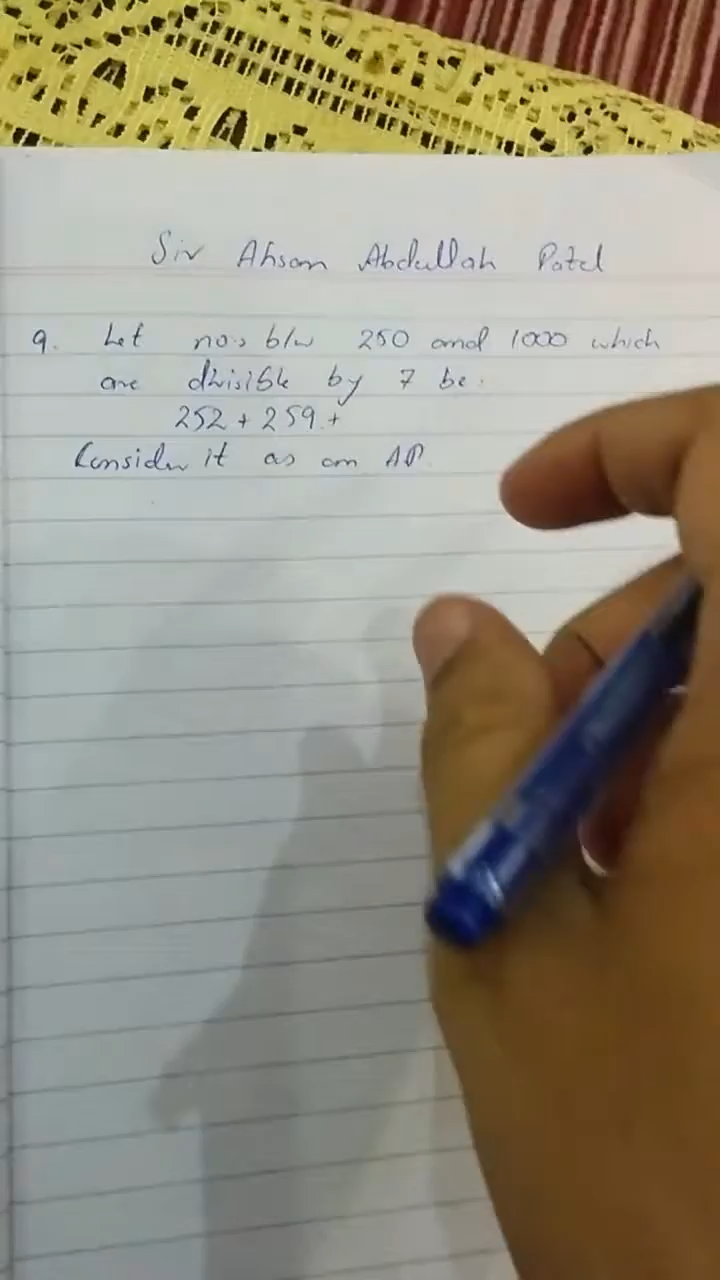 Sir Ahsan Abdullah Patel
9. Let no.s b/w 250 and 1000 which
are divisible by 7 be.
252 + 259 +
Consider it as an AP.